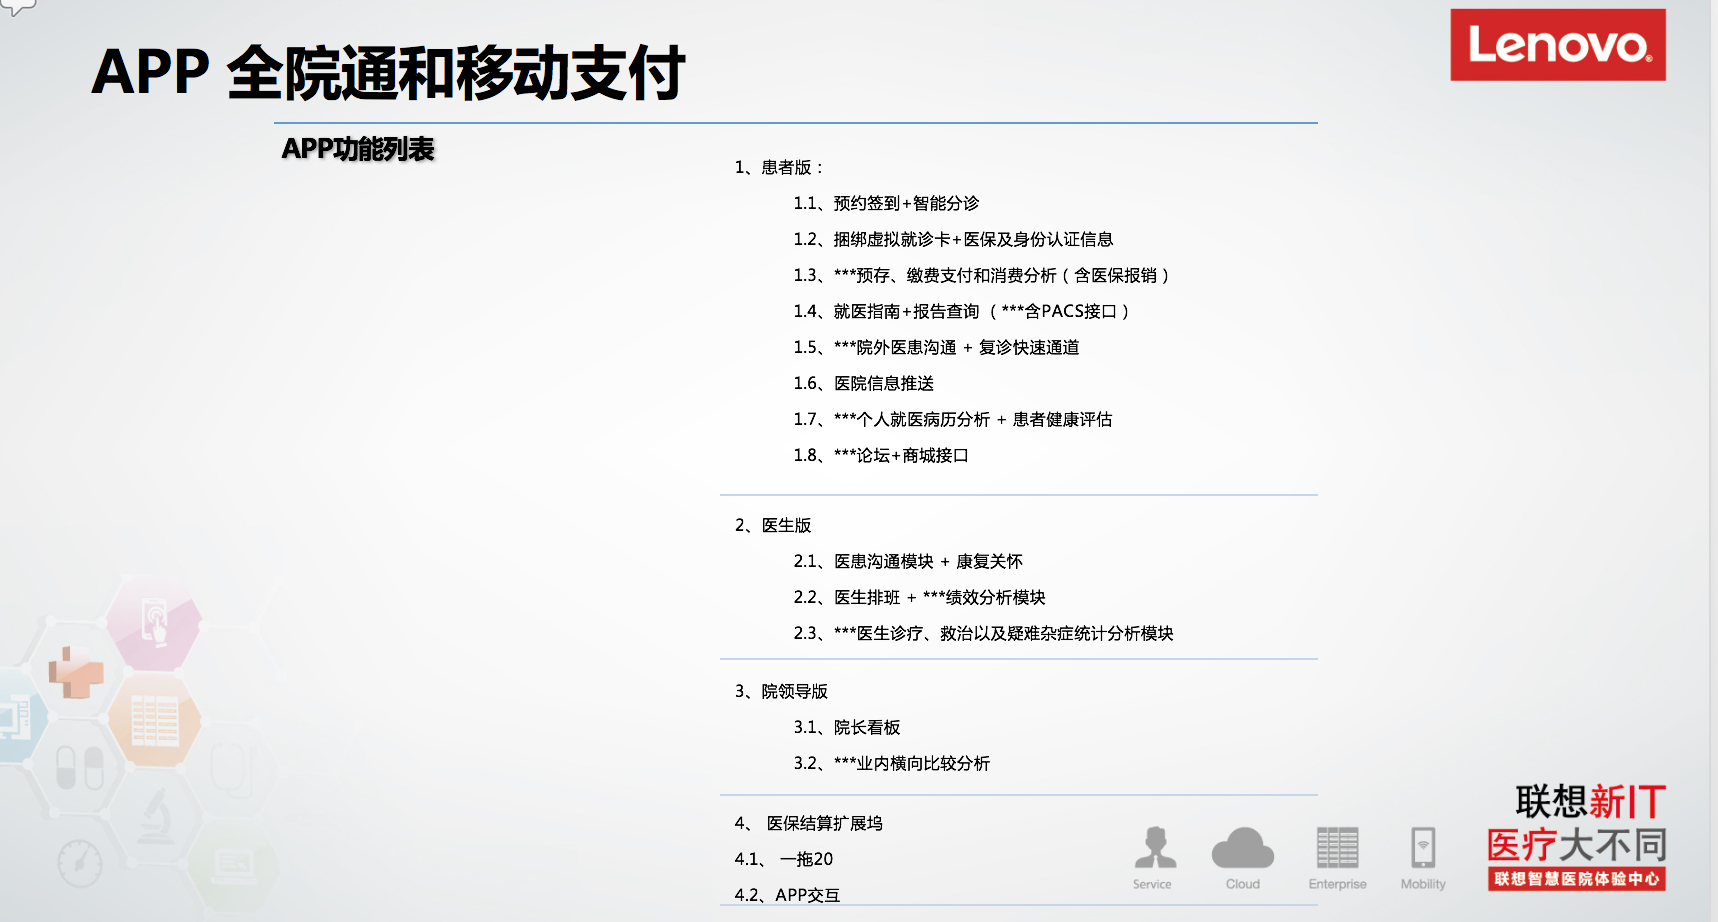 APP 全院通和移动支付
Lenovo®
APP功能列表
1、患者版：
1.1、预约签到+智能分诊
1.2、捆绑虚拟就诊卡+医保及身份认证信息
1.3、***预存、缴费支付和消费分析（含医保报销）
1.4、就医指南+报告查询 （***含PACS接口）
1.5、***院外医患沟通 + 复诊快速通道
1.6、医院信息推送
1.7、***个人就医病历分析 + 患者健康评估
1.8、***论坛+商城接口
2、医生版
2.1、医患沟通模块 + 康复关怀
2.2、医生排班 + ***绩效分析模块
2.3、***医生诊疗、救治以及疑难杂症统计分析模块
3、院领导版
3.1、院长看板
3.2、***业内横向比较分析
4、 医保结算扩展坞
4.1、 一拖20
4.2、APP交互
Service
Cloud
Enterprise
Mobility
联想新IT
医疗大不同
联想智慧医院体验中心